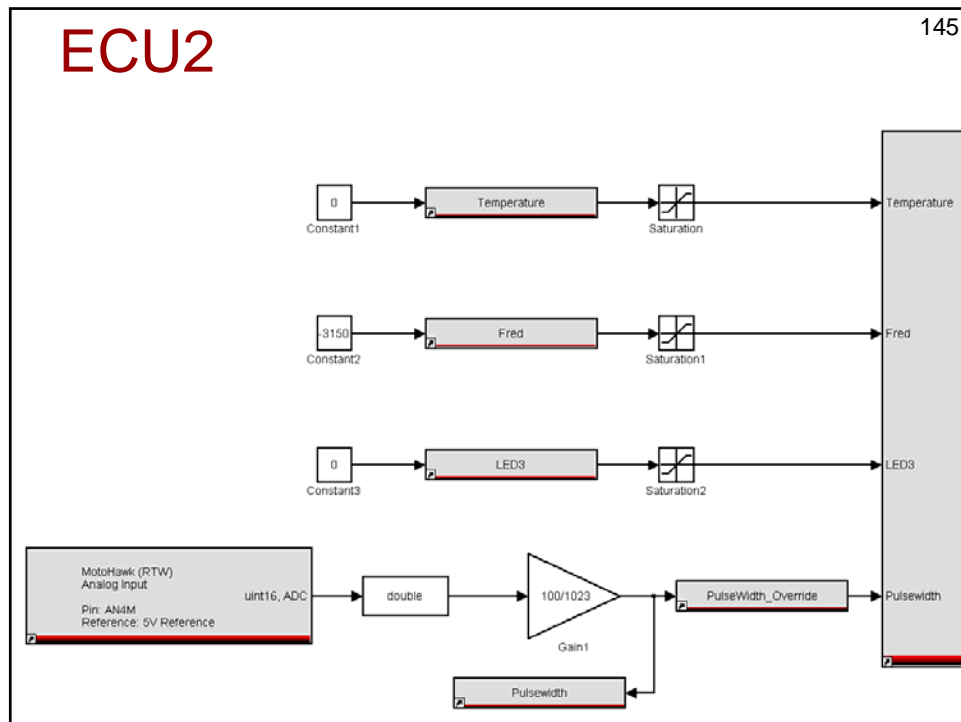 145
ECU2
0
Constant1
Temperature
Saturation
Temperature
-3150
Constant2
Fred
Saturation1
Fred
0
Constant3
LED3
Saturation2
LED3
MotoHawk (RTW)
Analog Input
Pin: AN4M
Reference: 5V Reference
uint16, ADC
double
100/1023
Gain1
PulseWidth_Override
Pulsewidth
Pulsewidth